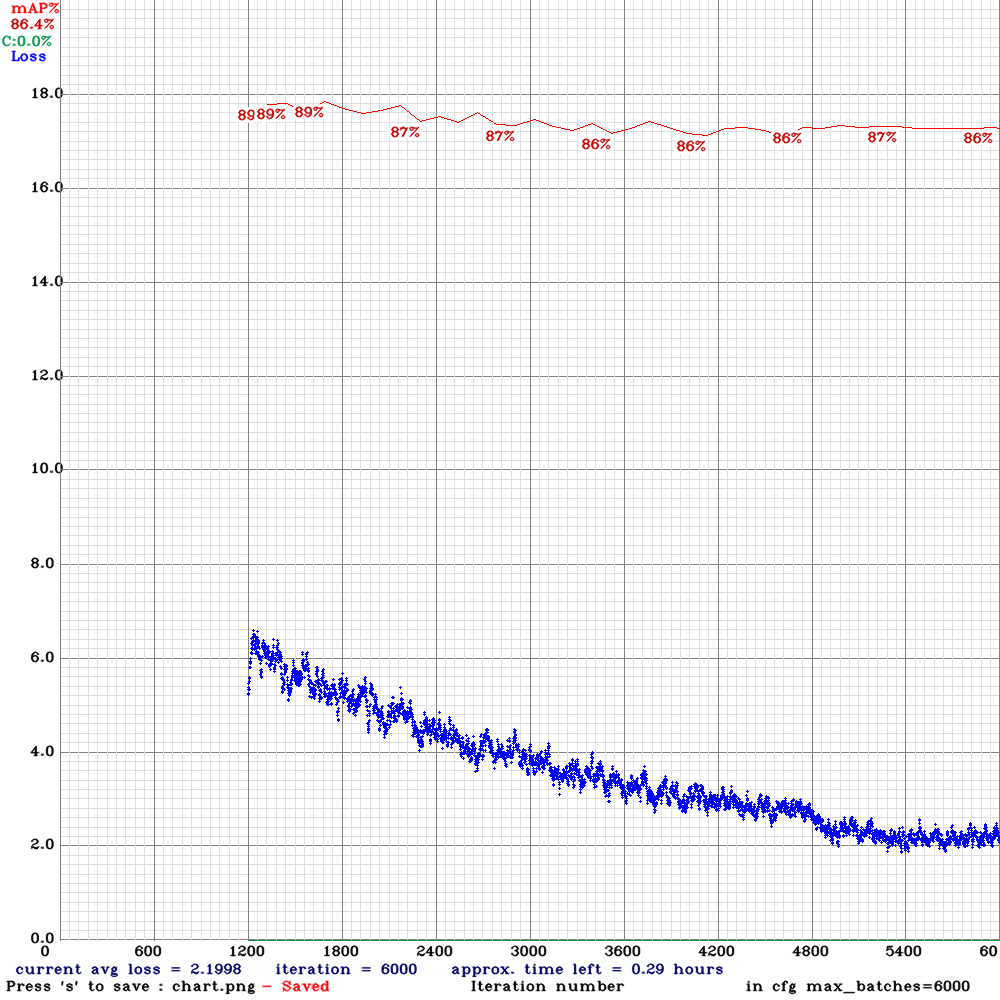 mAP%
86.4%
C:0.0%
Loss
18.0
8989% 89% 87% 87% 86% 86% 86% 87% 86%
16.0
14.0
12.0
10.0
8.0
6.0
4.0
2.0
0.0
0 600 1200 1800 2400 3000 3600 4200 4800 5400 60
current avg loss = 2.1998 iteration = 6000 approx. time left = 0.29 hours
Press 's' to save : chart.png - Saved Iteration number in cfg max_batches=6000